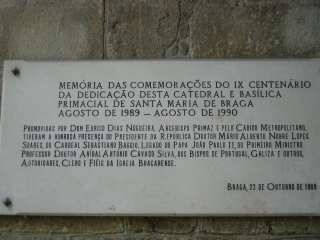 MEMÓRIA DAS COMEMORAÇÕES DO IX CENTENÁRIO
DA DEDICAÇÃO DESTA CATEDRAL E BASÍLICA
PRIMACIAL DE SANTA MARIA DE BRAGA
AGOSTO DE 1989 — AGOSTO DE 1990
PROMOVIDAS POR DOM EURICO DIAS NOGUEIRA, ARCEBISPO PRIMAZ E PELO CABIDO METROPOLITANO,
TIVERAM A HONROSA PRESENÇA DO PRESIDENTE DA REPÚBLICA DOUTOR MÁRIO ALBERTO NOBRE LOPES
SOARES, DO CARDEAL SEBASTIANO BAGGIO, LEGADO DO PAPA JOÃO PAULO II, DO PRIMEIRO MINISTRO
PROFESSOR DOUTOR ANÍBAL ANTÓNIO CAVACO SILVA, DOS BISPOS DE PORTUGAL, GALIZA E OUTROS,
AUTORIDADES, CLERO E FIÉIS DA IGREJA BRACARENSE.
BRAGA, 22 DE OUTUBRO DE 1989